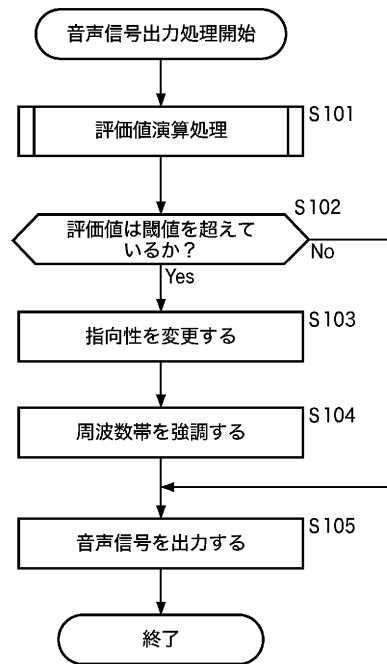 音声信号出力処理開始
S101
評価値演算処理
S102
評価値は閾値を超えて
いるか？
No
Yes
S103
指向性を変更する
S104
周波数帯を強調する
S105
音声信号を出力する
終了